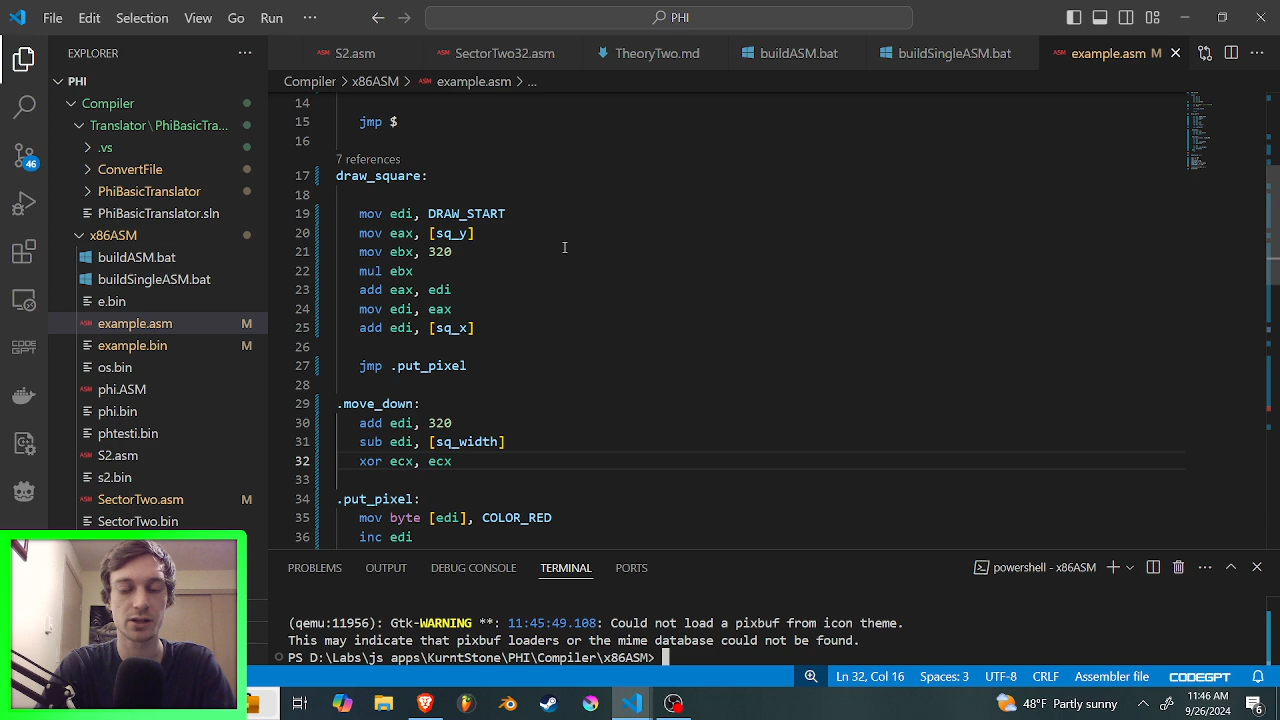 File Edit Selection View Go Run ··· PHI
EXPLORER ···
S2.asm SectorTwo32.asm TheoryTwo.md buildASM.bat buildSingleASM.bat example.asm M
PHI
Compiler > x86ASM > example.asm > ...
Compiler
Translator\PhiBasicTra...
.vs
ConvertFile
PhiBasicTranslator
PhiBasicTranslator.sln
x86ASM
buildASM.bat
buildSingleASM.bat
e.bin
example.asm M
example.bin M
os.bin
phi.ASM
phi.bin
phtesti.bin
S2.asm
s2.bin
SectorTwo.asm M
SectorTwo.bin
46
14
15 jmp $
16
7 references
17 draw_square:
18
19 mov edi, DRAW_START
20 mov eax, [sq_y]
21 mov ebx, 320
22 mul ebx
23 add eax, edi
24 mov edi, eax
25 add edi, [sq_x]
26
27 jmp .put_pixel
28
29 .move_down:
30 add edi, 320
31 sub edi, [sq_width]
32 xor ecx, ecx
33
34 .put_pixel:
35 mov byte [edi], COLOR_RED
36 inc edi
PROBLEMS OUTPUT DEBUG CONSOLE TERMINAL PORTS powershell - x86ASM
(qemu:11956): Gtk-WARNING **: 11:45:49.108: Could not load a pixbuf from icon theme.
This may indicate that pixbuf loaders or the mime database could not be found.
PS D:\Labs\js apps\KurntStone\PHI\Compiler\x86ASM>
Ln 32, Col 16 Spaces: 3 UTF-8 CRLF Assembler file CODEGPT
48°F Partly sunny 11:46 AM
9/26/2024
CODE
GPT